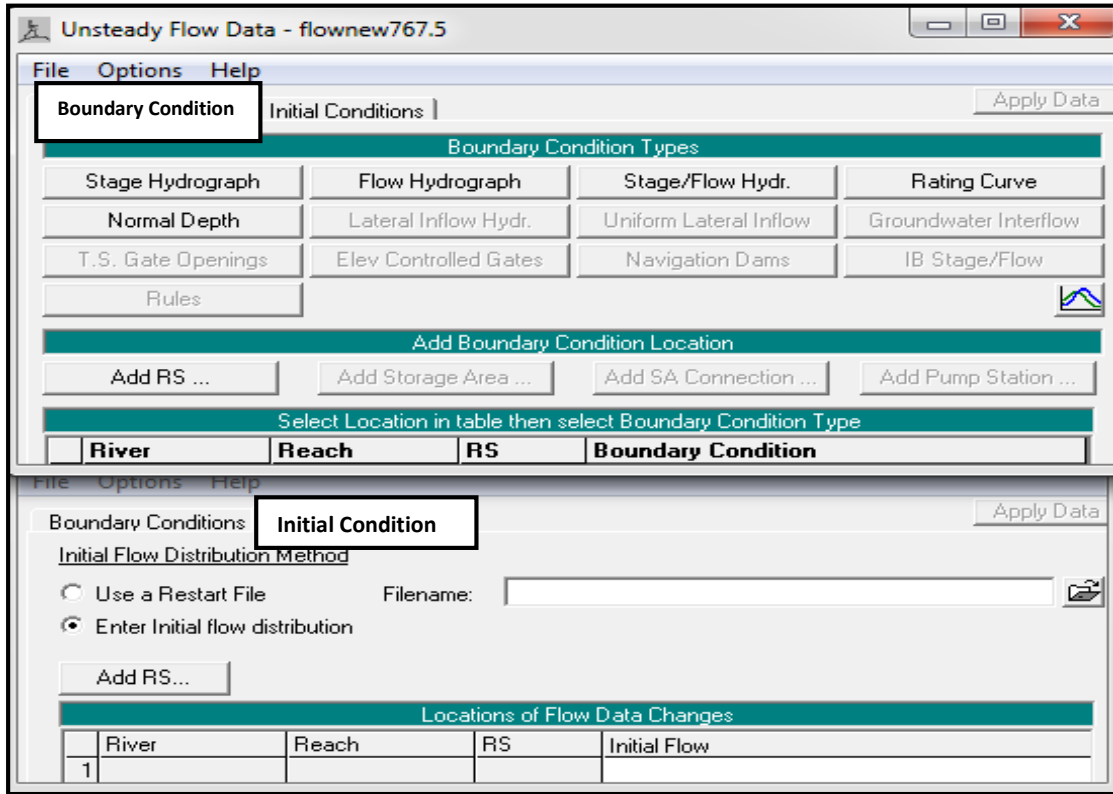 Unsteady Flow Data - flownew767.5
File Options Help
Boundary Condition Initial Conditions Apply Data
Boundary Condition Types
Stage Hydrograph Flow Hydrograph Stage/Flow Hydr. Rating Curve
Normal Depth Lateral Inflow Hydr. Uniform Lateral Inflow Groundwater Interflow
T.S. Gate Openings Elev Controlled Gates Navigation Dams IB Stage/Flow
Rules
Add Boundary Condition Location
Add RS ... Add Storage Area ... Add SA Connection ... Add Pump Station ...
Select Location in table then select Boundary Condition Type
River Reach RS Boundary Condition
File Options Help
Boundary Conditions Initial Condition Apply Data
Initial Flow Distribution Method
Use a Restart File Filename:
Enter Initial flow distribution
Add RS...
Locations of Flow Data Changes
River Reach RS Initial Flow
1